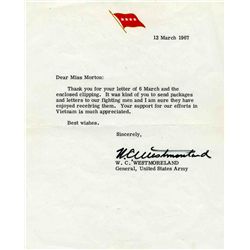 13 March 1967
Dear Miss Morton:
Thank you for your letter of 6 March and the
enclosed clipping. It was kind of you to send packages
and letters to our fighting men and I am sure they have
enjoyed receiving them. Your support for our efforts in
Vietnam is much appreciated.
Best wishes.
Sincerely,
W.C. Westmoreland
W. C. WESTMORELAND
General, United States Army